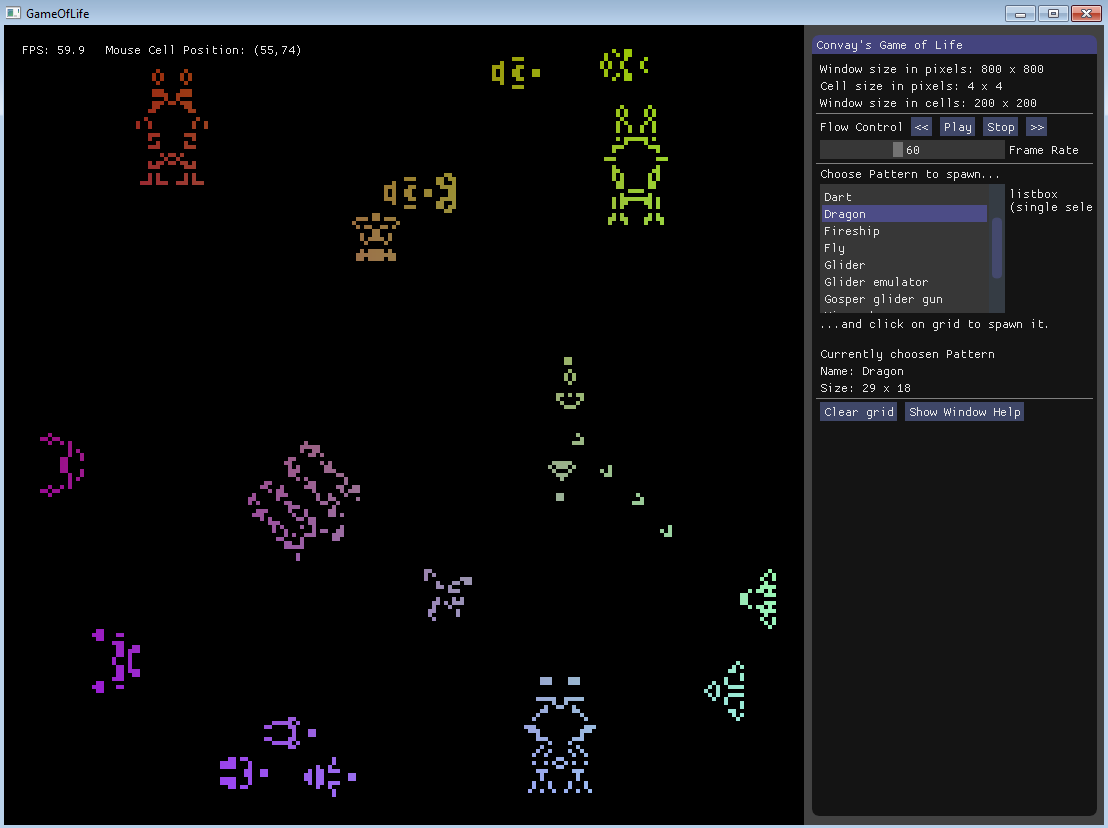 GameOfLife
FPS: 59.9 Mouse Cell Position: (55,74)
Convay's Game of Life
Window size in pixels: 800 x 800
Cell size in pixels: 4 x 4
Window size in cells: 200 x 200
Flow Control << Play Stop >>
60 Frame Rate
Choose Pattern to spawn...
Dart
Dragon
Fireship
Fly
Glider
Glider emulator
Gosper glider gun
listbox
(single sele
...and click on grid to spawn it.
Currently choosen Pattern
Name: Dragon
Size: 29 x 18
Clear grid Show Window Help